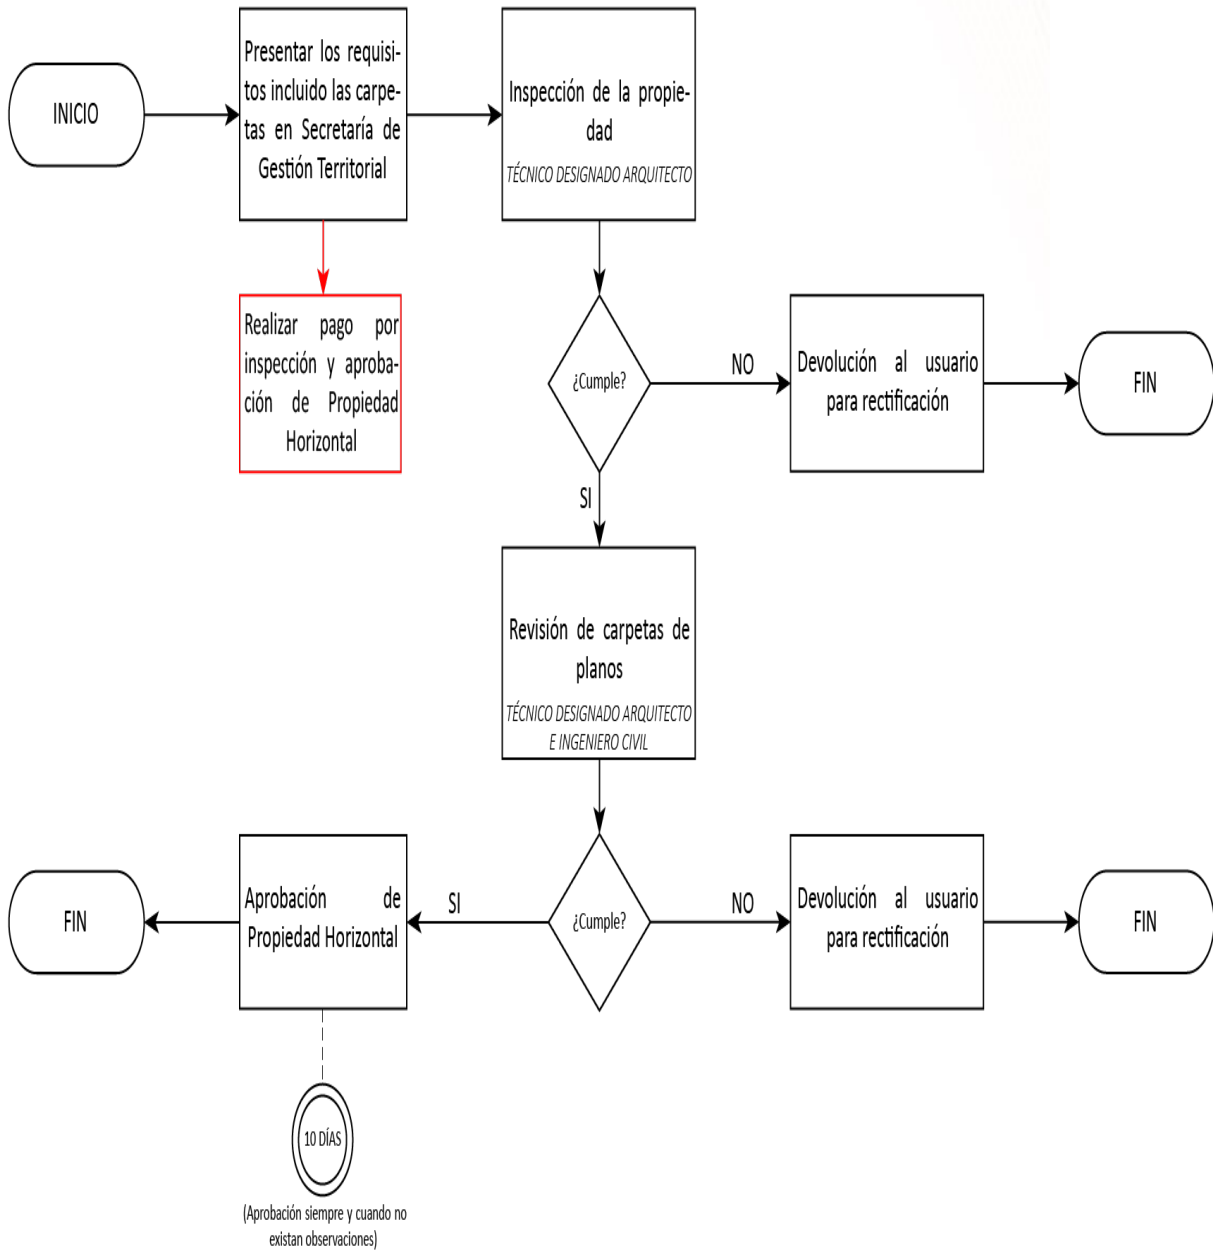 INICIO
Presentar los requisi-
tos incluido las carpe-
tas en Secretaría de
Gestión Territorial
Inspección de la propie-
dad
TÉCNICO DESIGNADO ARQUITECTO
Realizar pago por
inspección y aproba-
ción de Propiedad
Horizontal
¿Cumple?
NO
Devolución al usuario
para rectificación
FIN
SI
Revisión de carpetas de
planos
TÉCNICO DESIGNADO ARQUITECTO
E INGENIERO CIVIL
FIN
Aprobación de
Propiedad Horizontal
SI
¿Cumple?
NO
Devolución al usuario
para rectificación
FIN
10 DÍAS
(Aprobación siempre y cuando no
existan observaciones)